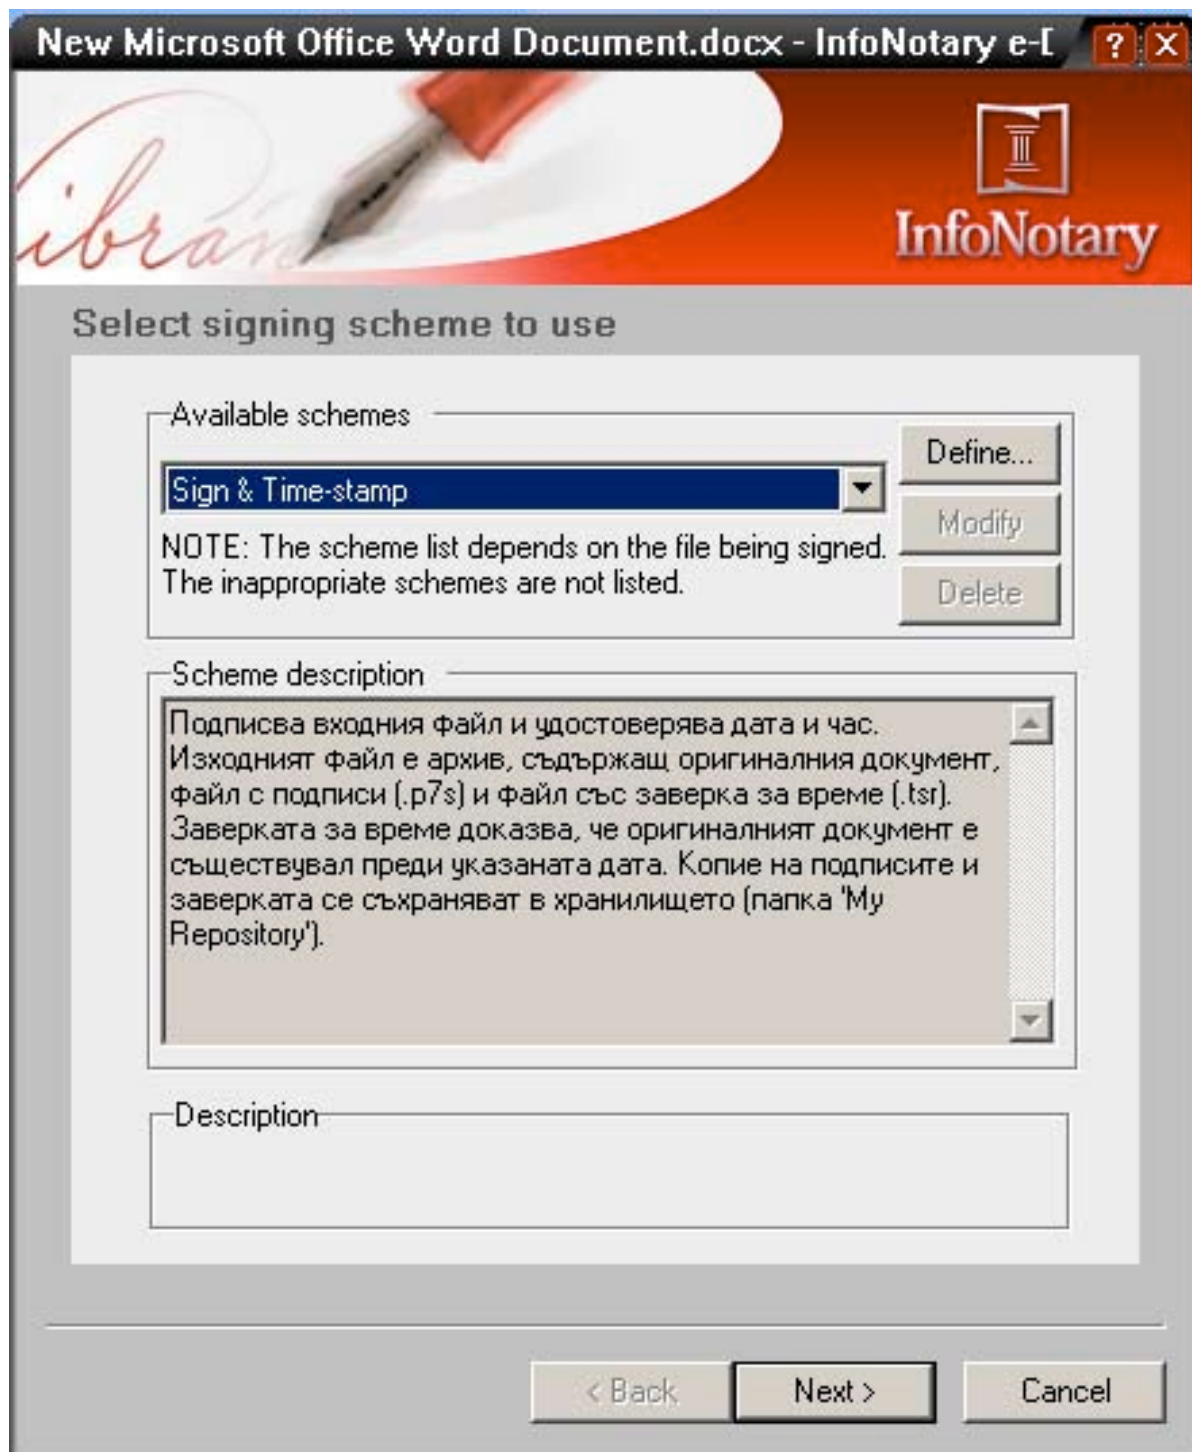 New Microsoft Office Word Document.docx - InfoNotary e-
InfoNotary
Select signing scheme to use
Available schemes
Define...
Sign & Time-stamp
Modify
NOTE: The scheme list depends on the file being signed.
The inappropriate schemes are not listed.
Delete
Scheme description
Подписва входния файл и удостоверява дата и час.
Изходният файл е архив, съдържащ оригиналния документ,
файл с подписи (.p7s) и файл със заверка за време (.tsr).
Заверката за време доказва, че оригиналният документ е
съществувал преди указаната дата. Копие на подписите и
заверката се съхраняват в хранилището (папка 'My
Repository').
Description
< Back
Next >
Cancel